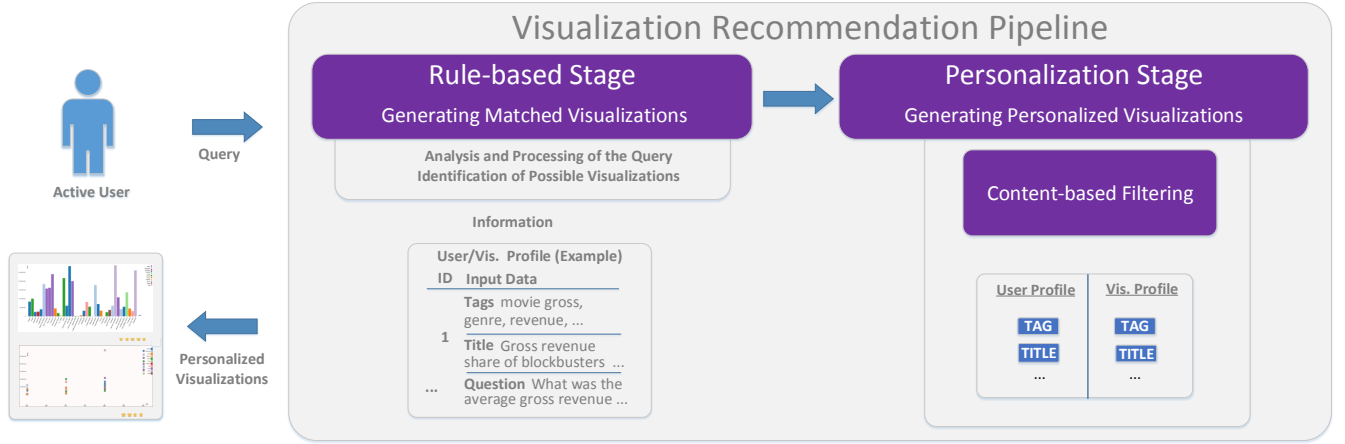 Visualization Recommendation Pipeline
Rule-based Stage
Generating Matched Visualizations
Personalization Stage
Generating Personalized Visualizations
Query
Active User
Analysis and Processing of the Query
Identification of Possible Visualizations
Content-based Filtering
Information
User/Vis. Profile (Example)
ID Input Data
Tags movie gross,
genre, revenue, ...
1
Title Gross revenue
share of blockbusters ...
... Question What was the
average gross revenue ...
User Profile Vis. Profile
TAG TAG
TITLE TITLE
... ...
Personalized
Visualizations